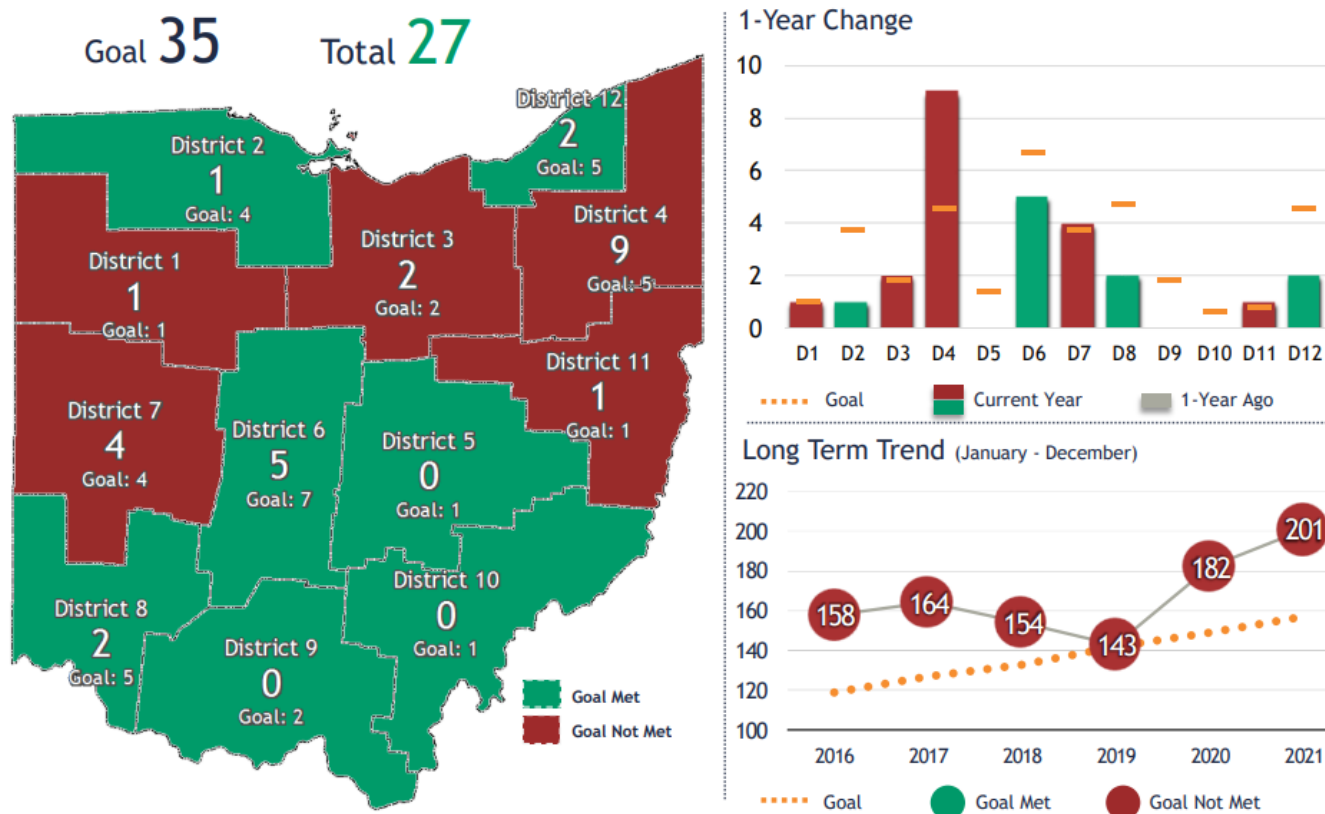 Goal 35
Total 27
District 12
2
Goal: 5
District 2
1
Goal: 4
District 4
9
Goal: 5
District 3
2
Goal: 2
District 1
1
Goal: 1
District 11
1
Goal: 1
District 7
4
Goal: 4
District 6
5
Goal: 7
District 5
0
Goal: 1
District 10
0
Goal: 1
District 8
2
Goal: 5
District 9
0
Goal: 2
Goal Met
Goal Not Met
1-Year Change
10
8
6
4
2
0
D1 D2 D3 D4 D5 D6 D7 D8 D9 D10 D11 D12
Goal Current Year 1-Year Ago
Long Term Trend (January - December)
220
200
180
160
140
120
100
158 164 154 143 182 201
2016 2017 2018 2019 2020 2021
Goal Goal Met Goal Not Met